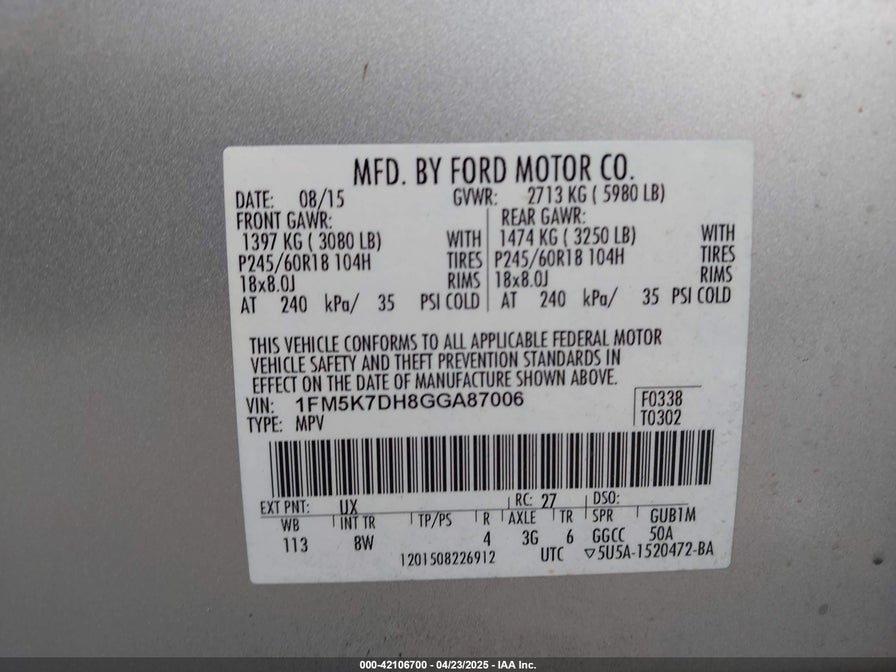 MFD. BY FORD MOTOR CO.
DATE: 08/15 GVWR: 2713 KG ( 5980 LB)
FRONT GAWR: REAR GAWR:
1397 KG ( 3080 LB) WITH 1474 KG ( 3250 LB) WITH
P245/60R18 104H TIRES P245/60R18 104H TIRES
18x8.0J RIMS 18x8.0J RIMS
AT 240 kPa/ 35 PSI COLD AT 240 kPa/ 35 PSI COLD
THIS VEHICLE CONFORMS TO ALL APPLICABLE FEDERAL MOTOR
VEHICLE SAFETY AND THEFT PREVENTION STANDARDS IN
EFFECT ON THE DATE OF MANUFACTURE SHOWN ABOVE.
VIN: 1FM5K7DH8GGA87006 F0338
TYPE: MPV T0302
EXT PNT: UX RC: 27 DSO:
WB INT TR TP/PS R AXLE TR SPR GUB1M
113 8W 4 3G 6 GGCC 50A
1201508226912 UTC ▽5U5A-1520472-BA
000-42106700 - 04/23/2025 - IAA Inc.